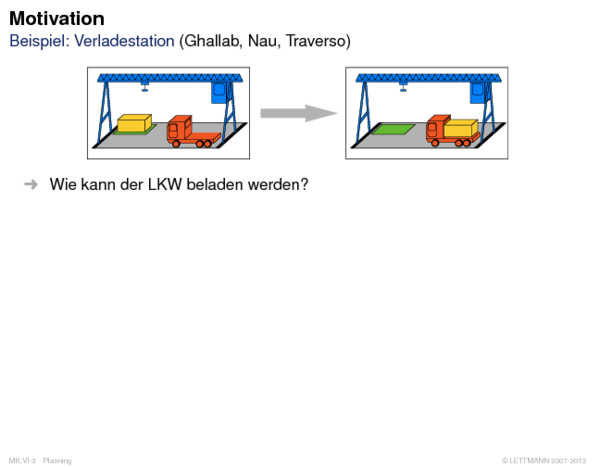 Motivation
Beispiel: Verladestation (Ghallab, Nau, Traverso)
➜ Wie kann der LKW beladen werden?
MK:VI-3 Planning © LETTMANN 2007-2013